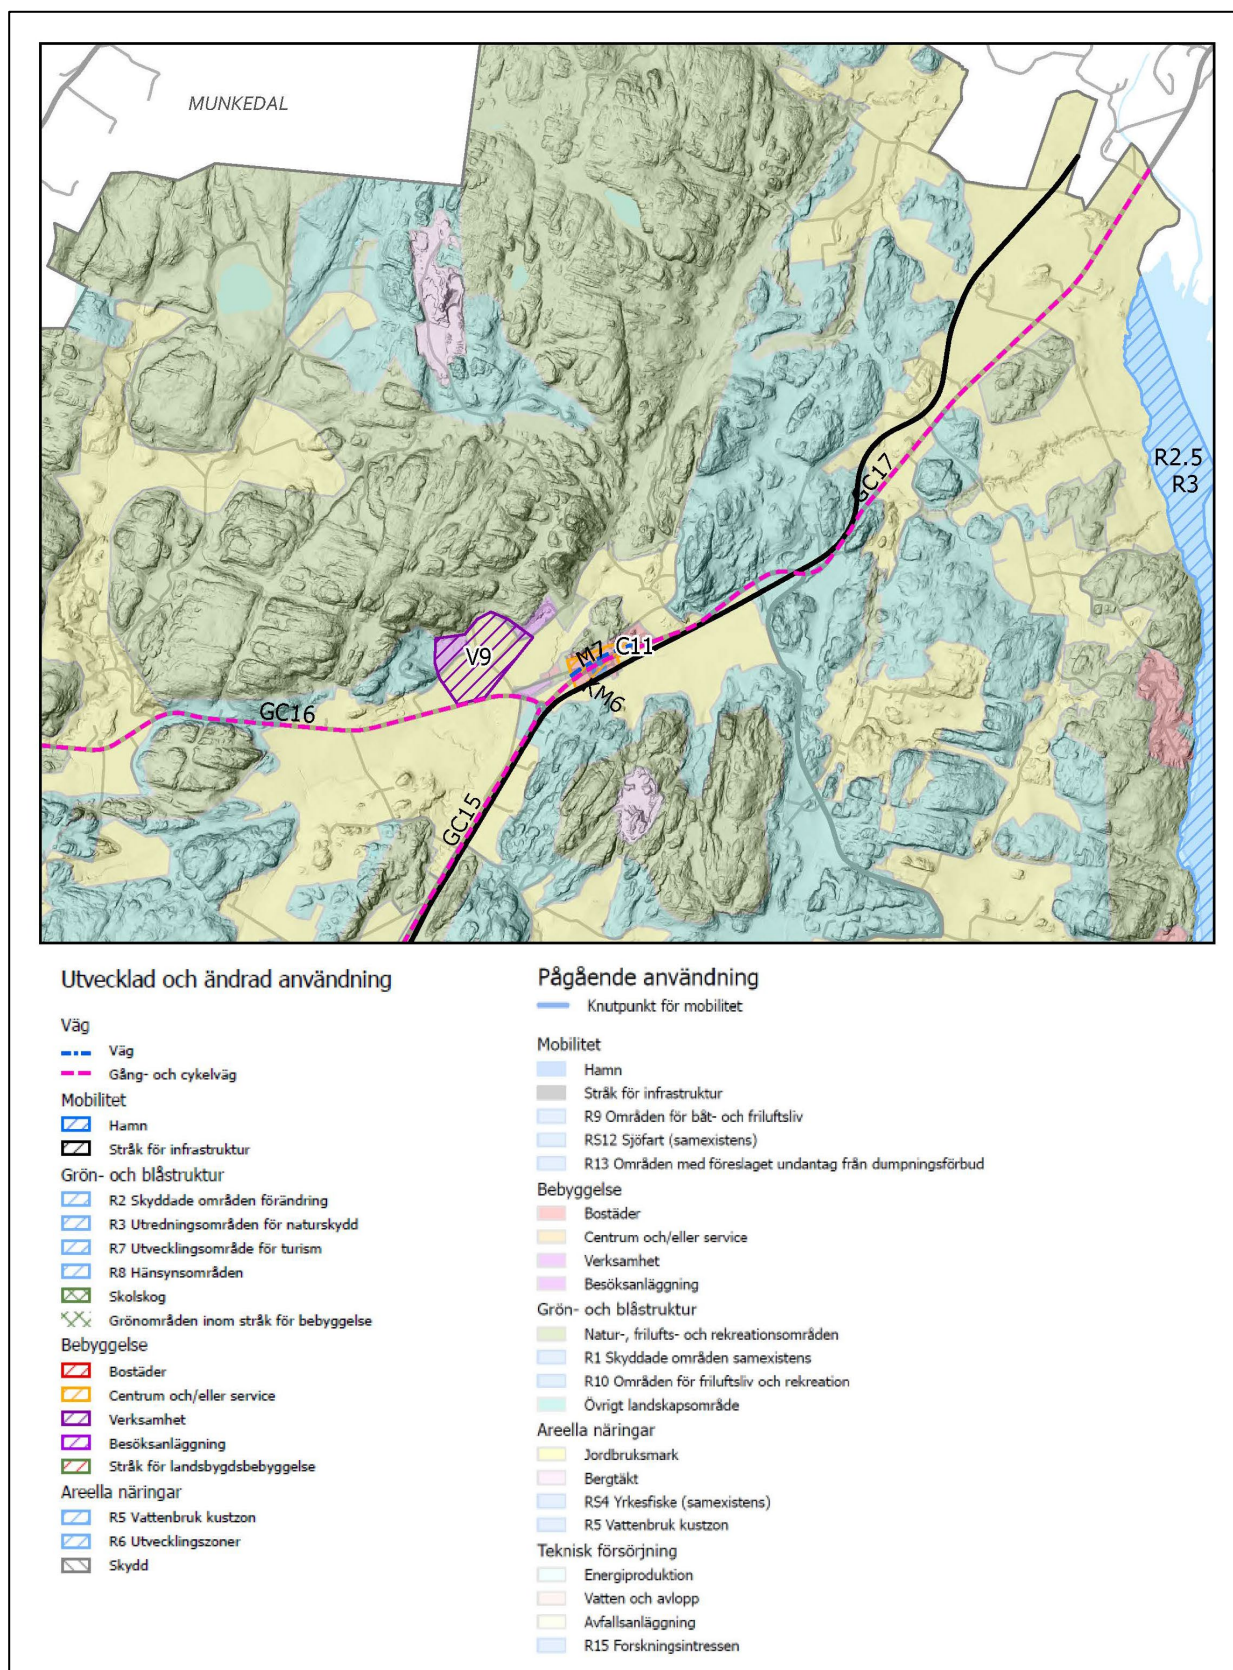 MUNKEDAL
R2.5
R3
GC17
C11
M7
V9
KM6
GC16
GC15
Utvecklad och ändrad användning
Väg
Väg
Gång- och cykelväg
Mobilitet
Hamn
Stråk för infrastruktur
Grön- och blåstruktur
R2 Skyddade områden förändring
R3 Utredningsområden för naturskydd
R7 Utvecklingsområde för turism
R8 Hänsynsområden
Skolskog
Grönområden inom stråk för bebyggelse
Bebyggelse
Bostäder
Centrum och/eller service
Verksamhet
Besöksanläggning
Stråk för landsbygdsbebyggelse
Areella näringar
R5 Vattenbruk kustzon
R6 Utvecklingszoner
Skydd
Pågående användning
Knutpunkt för mobilitet
Mobilitet
Hamn
Stråk för infrastruktur
R9 Områden för båt- och friluftsliv
RS12 Sjöfart (samexistens)
R13 Områden med föreslaget undantag från dumpningsförbud
Bebyggelse
Bostäder
Centrum och/eller service
Verksamhet
Besöksanläggning
Grön- och blåstruktur
Natur-, frilufts- och rekreationsområden
R1 Skyddade områden samexistens
R10 Områden för friluftsliv och rekreation
Övrigt landskapsområde
Areella näringar
Jordbruksmark
Bergtäkt
RS4 Yrkesfiske (samexistens)
R5 Vattenbruk kustzon
Teknisk försörjning
Energiproduktion
Vatten och avlopp
Avfallsanläggning
R15 Forskningsintressen